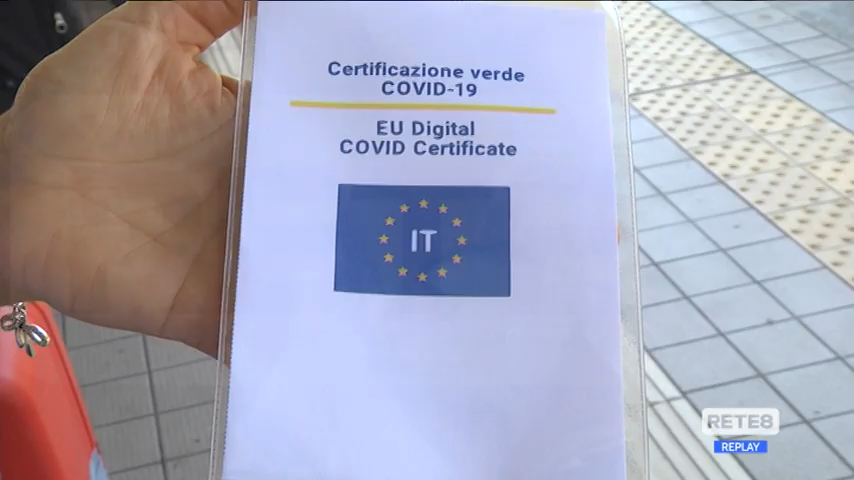 Certificazione verde
COVID-19
EU Digital
COVID Certificate
IT
RETE8
REPLAY